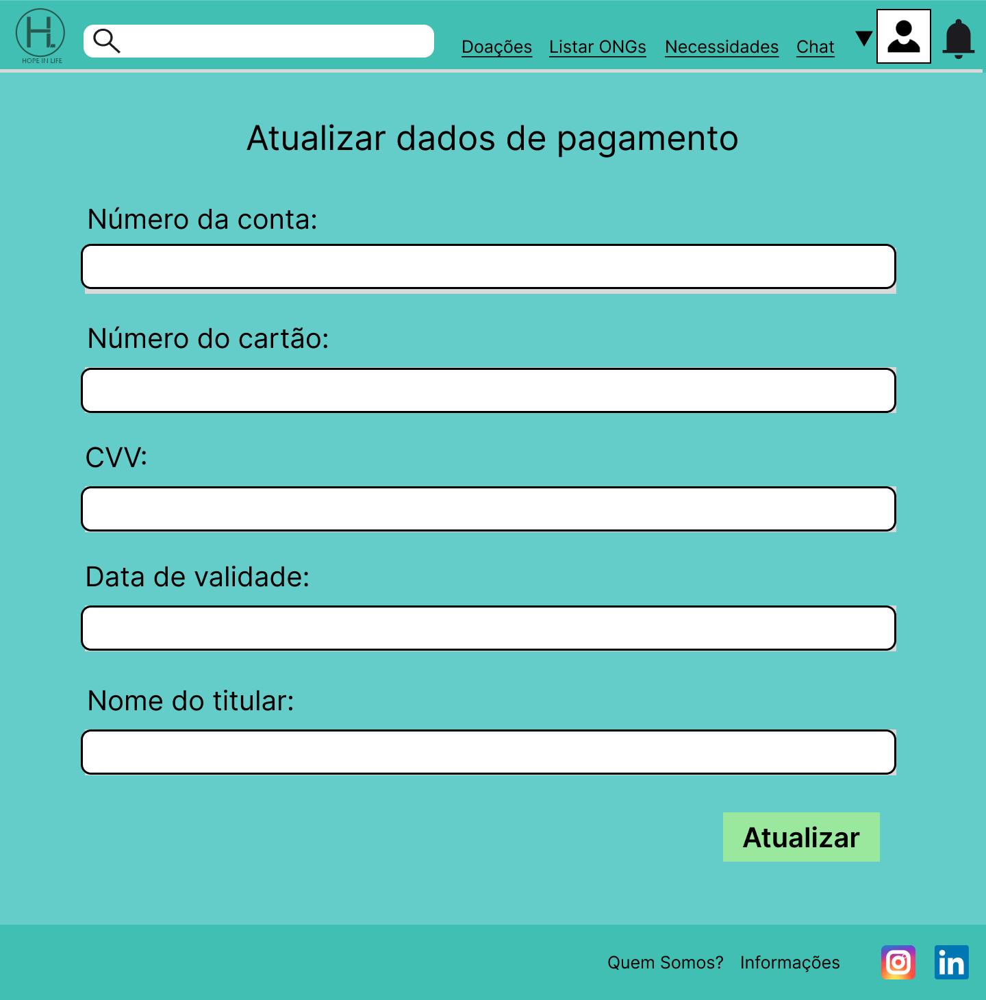 H.
HOPE IN LIFE
Doações
Listar ONGs
Necessidades
Chat
Atualizar dados de pagamento
Número da conta:
Número do cartão:
CVV:
Data de validade:
Nome do titular:
Atualizar
Quem Somos?
Informações
in